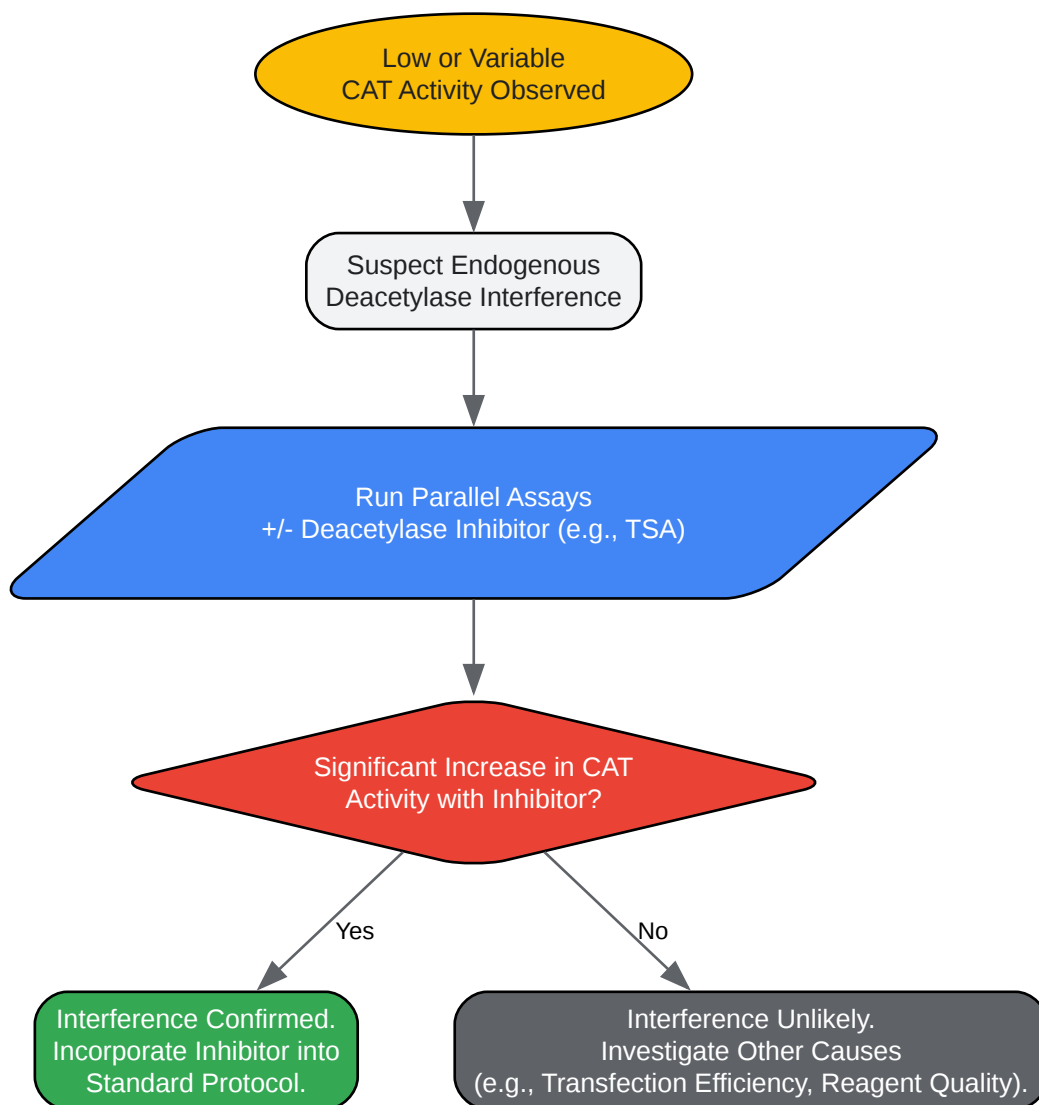 Low or Variable
CAT Activity Observed
Suspect Endogenous
Deacetylase Interference
Run Parallel Assays
+/- Deacetylase Inhibitor (e.g., TSA)
Significant Increase in CAT
Activity with Inhibitor?
Yes
No
Interference Confirmed.
Incorporate Inhibitor into
Standard Protocol.
Interference Unlikely.
Investigate Other Causes
(e.g., Transfection Efficiency, Reagent Quality).